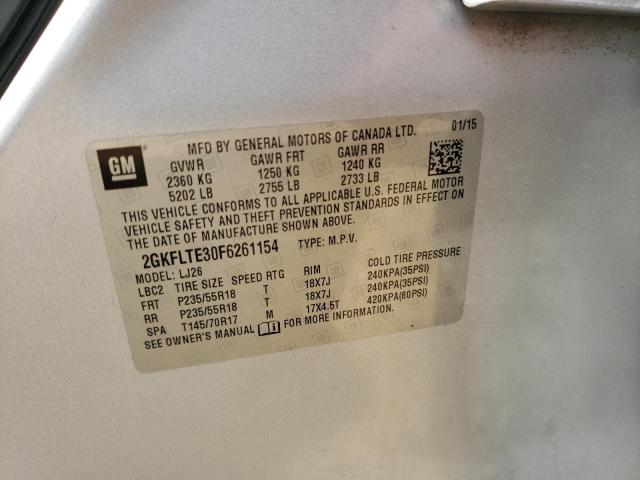 GM
MFD BY GENERAL MOTORS OF CANADA LTD. 01/15
GVWR GAWR FRT GAWR RR
2360 KG 1250 KG 1240 KG
5202 LB 2755 LB 2733 LB
THIS VEHICLE CONFORMS TO ALL APPLICABLE U.S. FEDERAL MOTOR
VEHICLE SAFETY AND THEFT PREVENTION STANDARDS IN EFFECT ON
THE DATE OF MANUFACTURE SHOWN ABOVE.
2GKFLTE30F6261154 TYPE: M.P.V.
MODEL: LJ26
LBC2 TIRE SIZE SPEED RTG RIM COLD TIRE PRESSURE
FRT P235/55R18 T 18X7J 240KPA(35PSI)
RR P235/55R18 T 18X7J 240KPA(35PSI)
SPA T145/70R17 M 17X4.5T 420KPA(60PSI)
SEE OWNER'S MANUAL FOR MORE INFORMATION.